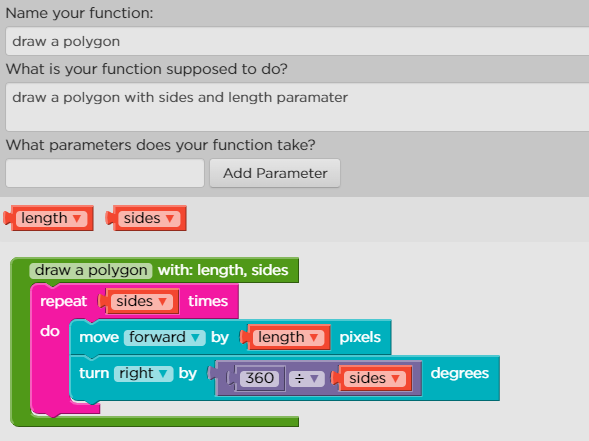 Name your function:
draw a polygon
What is your function supposed to do?
draw a polygon with sides and length paramater
What parameters does your function take?
Add Parameter
length ▼ sides ▼
draw a polygon with: length, sides
repeat sides ▼ times
do move forward ▼ by length ▼ pixels
turn right ▼ by 360 ÷ ▼ sides ▼ degrees